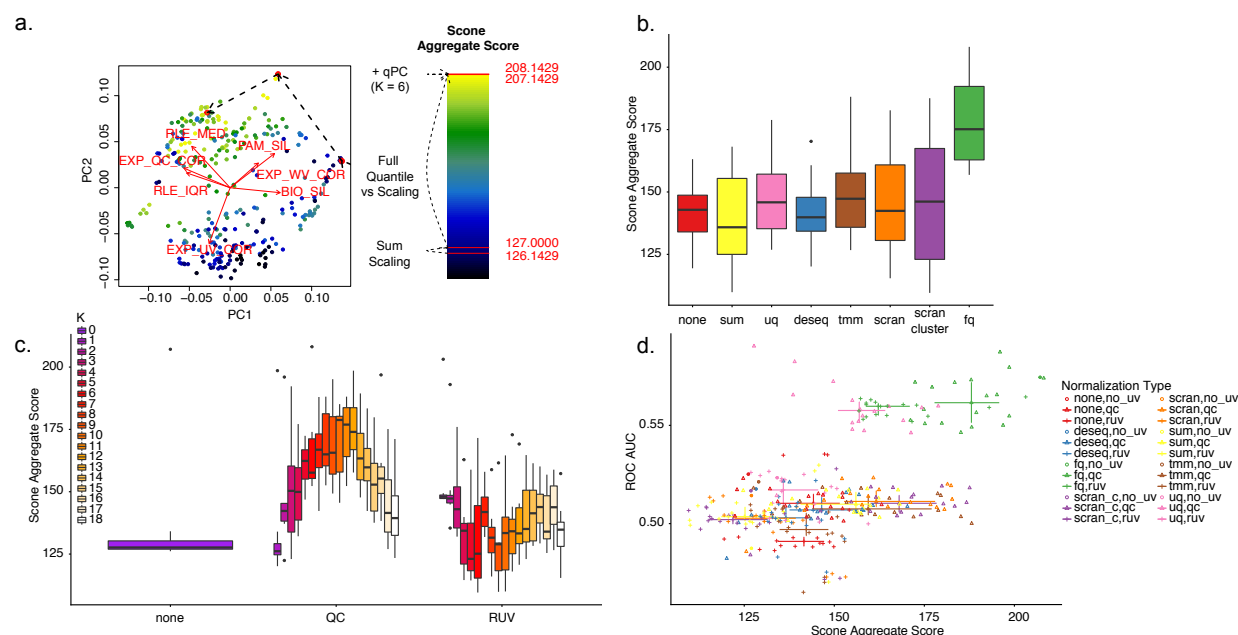 a.
Scone
Aggregate Score
+ qPC
(K = 6)
208.1429
207.1429
Full
Quantile
vs Scaling
Sum
Scaling
127.0000
126.1429
PC2
0.10
0.05
0.00
−0.05
−0.10
RLE_MED
PAM_SIL
EXP_QC_COR
EXP_WV_COR
RLE_IQR
BIO_SIL
EXP_UV_COR
−0.10
−0.05
0.00
0.05
0.10
PC1
b.
Scone Aggregate Score
200
175
150
125
none
sum
uq
deseq
tmm
scran
scran
cluster
fq
c.
K
0
1
2
3
4
5
6
7
8
9
10
11
12
13
14
15
16
17
18
Scone Aggregate Score
200
175
150
125
none
QC
RUV
d.
ROC AUC
0.55
0.50
125
150
175
200
Scone Aggregate Score
Normalization Type
none,no_uv
none,qc
none,ruv
deseq,no_uv
deseq,qc
deseq,ruv
fq,no_uv
fq,qc
fq,ruv
scran_c,no_uv
scran_c,qc
scran_c,ruv
scran,no_uv
scran,qc
scran,ruv
sum,no_uv
sum,qc
sum,ruv
tmm,no_uv
tmm,qc
tmm,ruv
uq,no_uv
uq,qc
uq,ruv